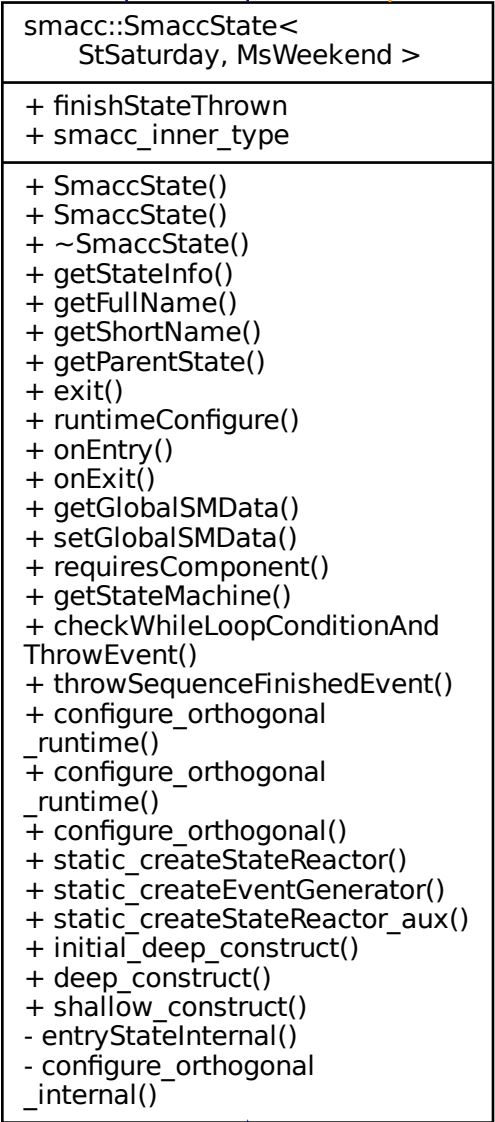 smacc::SmaccState<
StSaturday, MsWeekend >
+ finishStateThrown
+ smacc_inner_type
+ SmaccState()
+ SmaccState()
+ ~SmaccState()
+ getStateInfo()
+ getFullName()
+ getShortName()
+ getParentState()
+ exit()
+ runtimeConfigure()
+ onEntry()
+ onExit()
+ getGlobalSMData()
+ setGlobalSMData()
+ requiresComponent()
+ getStateMachine()
+ checkWhileLoopConditionAnd
ThrowEvent()
+ throwSequenceFinishedEvent()
+ configure_orthogonal
_runtime()
+ configure_orthogonal
_runtime()
+ configure_orthogonal()
+ static_createStateReactor()
+ static_createEventGenerator()
+ static_createStateReactor_aux()
+ initial_deep_construct()
+ deep_construct()
+ shallow_construct()
- entryStateInternal()
- configure_orthogonal
_internal()